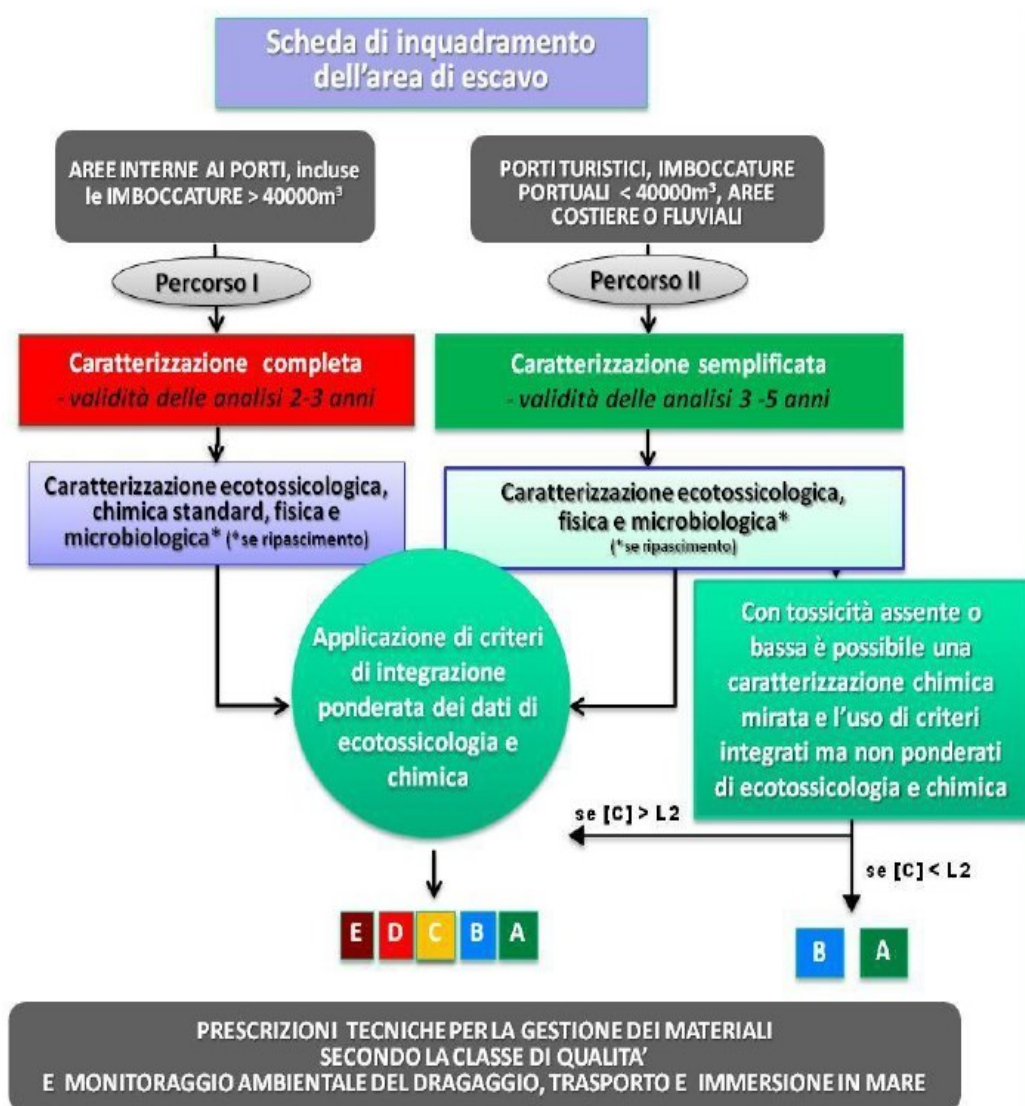 Scheda di inquadramento
dell'area di escavo
AREE INTERNE AI PORTI, incluse
le IMBOCCATURE > 40000m³
PORTI TURISTICI, IMBOCCATURE
PORTUALI < 40000m³, AREE
COSTIERE O FLUVIALI
Percorso I
Percorso II
Caratterizzazione completa
- validità delle analisi 2-3 anni
Caratterizzazione semplificata
- validità delle analisi 3 -5 anni
Caratterizzazione ecotossicologica,
chimica standard, fisica e
microbiologica* (*se ripascimento)
Caratterizzazione ecotossicologica,
fisica e microbiologica*
(*se ripascimento)
Applicazione di criteri
di integrazione
ponderata dei dati di
ecotossicologia e
chimica
Con tossicità assente o
bassa è possibile una
caratterizzazione chimica
mirata e l'uso di criteri
integrati ma non ponderati
di ecotossicologia e chimica
se [C] > L2
se [C] < L2
E D C B A
B A
PRESCRIZIONI TECNICHE PER LA GESTIONE DEI MATERIALI
SECONDO LA CLASSE DI QUALITA'
E MONITORAGGIO AMBIENTALE DEL DRAGAGGIO, TRASPORTO E IMMERSIONE IN MARE